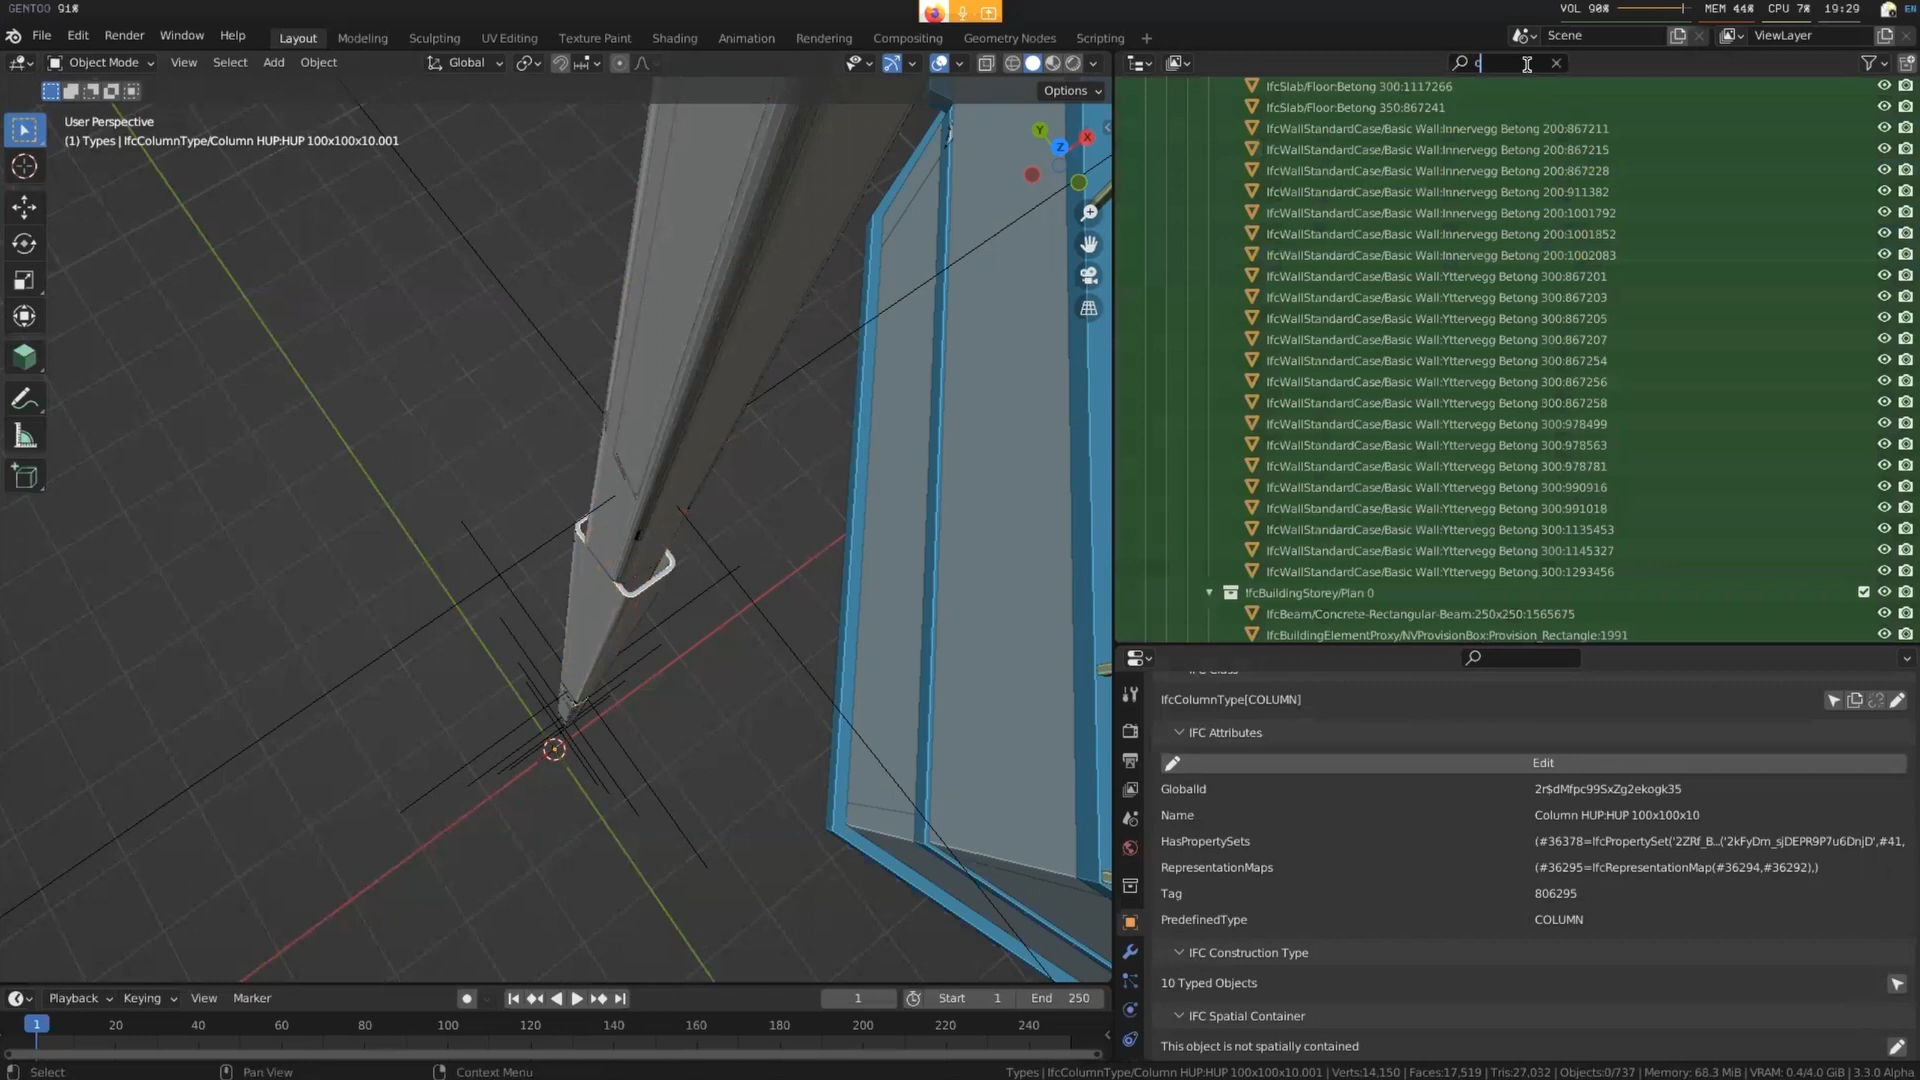 GENTOO 91%
VOL 90%
MEM 44%
CPU 7%
19:29
EN
File Edit Render Window Help
Layout Modeling Sculpting UV Editing Texture Paint Shading Animation Rendering Compositing Geometry Nodes Scripting +
Scene
ViewLayer
Object Mode View Select Add Object
Global
Options
User Perspective
(1) Types | IfcColumnType/Column HUP:HUP 100x100x10.001
Y
X
Z
c
IfcSlab/Floor:Betong 300:1117266
IfcSlab/Floor:Betong 350:867241
IfcWallStandardCase/Basic Wall:Innervegg Betong 200:867211
IfcWallStandardCase/Basic Wall:Innervegg Betong 200:867215
IfcWallStandardCase/Basic Wall:Innervegg Betong 200:867228
IfcWallStandardCase/Basic Wall:Innervegg Betong 200:911382
IfcWallStandardCase/Basic Wall:Innervegg Betong 200:1001792
IfcWallStandardCase/Basic Wall:Innervegg Betong 200:1001852
IfcWallStandardCase/Basic Wall:Innervegg Betong 200:1002083
IfcWallStandardCase/Basic Wall:Yttervegg Betong 300:867201
IfcWallStandardCase/Basic Wall:Yttervegg Betong 300:867203
IfcWallStandardCase/Basic Wall:Yttervegg Betong 300:867205
IfcWallStandardCase/Basic Wall:Yttervegg Betong 300:867207
IfcWallStandardCase/Basic Wall:Yttervegg Betong 300:867254
IfcWallStandardCase/Basic Wall:Yttervegg Betong 300:867256
IfcWallStandardCase/Basic Wall:Yttervegg Betong 300:867258
IfcWallStandardCase/Basic Wall:Yttervegg Betong 300:978499
IfcWallStandardCase/Basic Wall:Yttervegg Betong 300:978563
IfcWallStandardCase/Basic Wall:Yttervegg Betong 300:978781
IfcWallStandardCase/Basic Wall:Yttervegg Betong 300:990916
IfcWallStandardCase/Basic Wall:Yttervegg Betong 300:991018
IfcWallStandardCase/Basic Wall:Yttervegg Betong 300:1135453
IfcWallStandardCase/Basic Wall:Yttervegg Betong 300:1145327
IfcWallStandardCase/Basic Wall:Yttervegg Betong 300:1293456
IfcBuildingStorey/Plan 0
IfcBeam/Concrete-Rectangular-Beam:250x250:1565675
IfcBuildingElementProxy/NVProvisionBox:Provision_Rectangle:1991
IfcColumnType[COLUMN]
IFC Attributes
Edit
GlobalId 2r$dMfpc99SxZg2ekogk35
Name Column HUP:HUP 100x100x10
HasPropertySets (#36378=IfcPropertySet('2ZRf_B...('2kFyDm_sjDEPR9P7u6DnjD',#41,
RepresentationMaps (#36295=IfcRepresentationMap(#36294,#36292),)
Tag 806295
PredefinedType COLUMN
IFC Construction Type
10 Typed Objects
IFC Spatial Container
This object is not spatially contained
Playback Keying View Marker
1
Start 1
End 250
1 20 40 60 80 100 120 140 160 180 200 220 240
Select Pan View Context Menu
Types | IfcColumnType/Column HUP:HUP 100x100x10.001 | Verts:14,150 | Faces:17,519 | Tris:27,032 | Objects:0/737 | Memory: 68.3 MiB | VRAM: 0.4/4.0 GiB | 3.3.0 Alpha